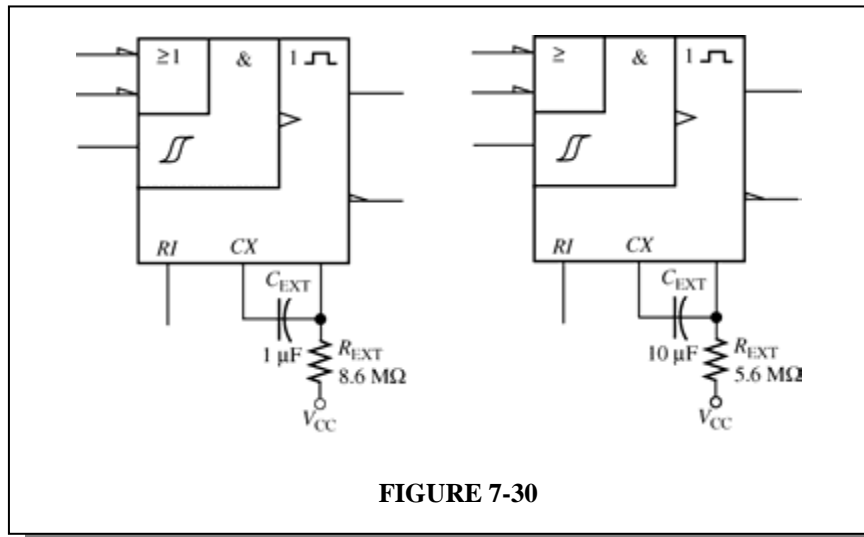 ≥1 & 1
RI CX
C_EXT
1 μF
R_EXT
8.6 MΩ
V_CC
≥ & 1
RI CX
C_EXT
10 μF
R_EXT
5.6 MΩ
V_CC
FIGURE 7-30